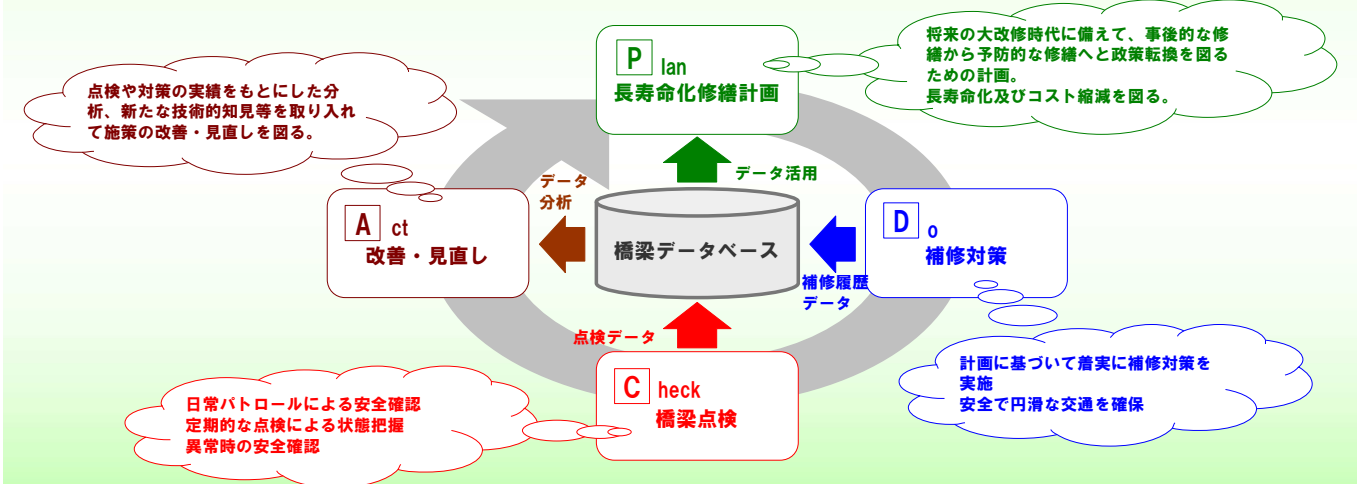 P lan
長寿命化修繕計画
将来の大改修時代に備えて、事後的な修
繕から予防的な修繕へと政策転換を図る
ための計画。
長寿命化及びコスト縮減を図る。
点検や対策の実績をもとにした分
析、新たな技術的知見等を取り入れ
て施策の改善・見直しを図る。
データ
分析
データ活用
A ct
改善・見直し
橋梁データベース
D o
補修対策
補修履歴
データ
点検データ
C heck
橋梁点検
計画に基づいて着実に補修対策を
実施
安全で円滑な交通を確保
日常パトロールによる安全確認
定期的な点検による状態把握
異常時の安全確認